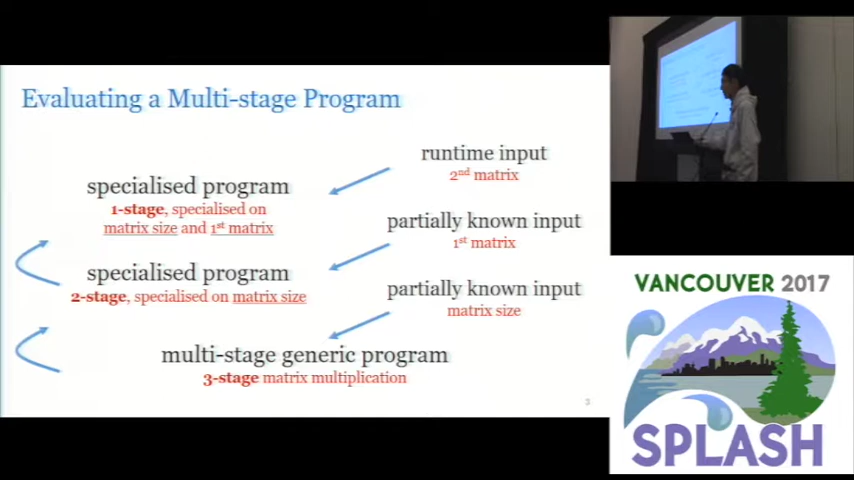 Evaluating a Multi-stage Program
runtime input
2nd matrix
specialised program
1-stage, specialised on
matrix size and 1st matrix
partially known input
1st matrix
specialised program
2-stage, specialised on matrix size
partially known input
matrix size
multi-stage generic program
3-stage matrix multiplication
3
VANCOUVER 2017
SPLASH